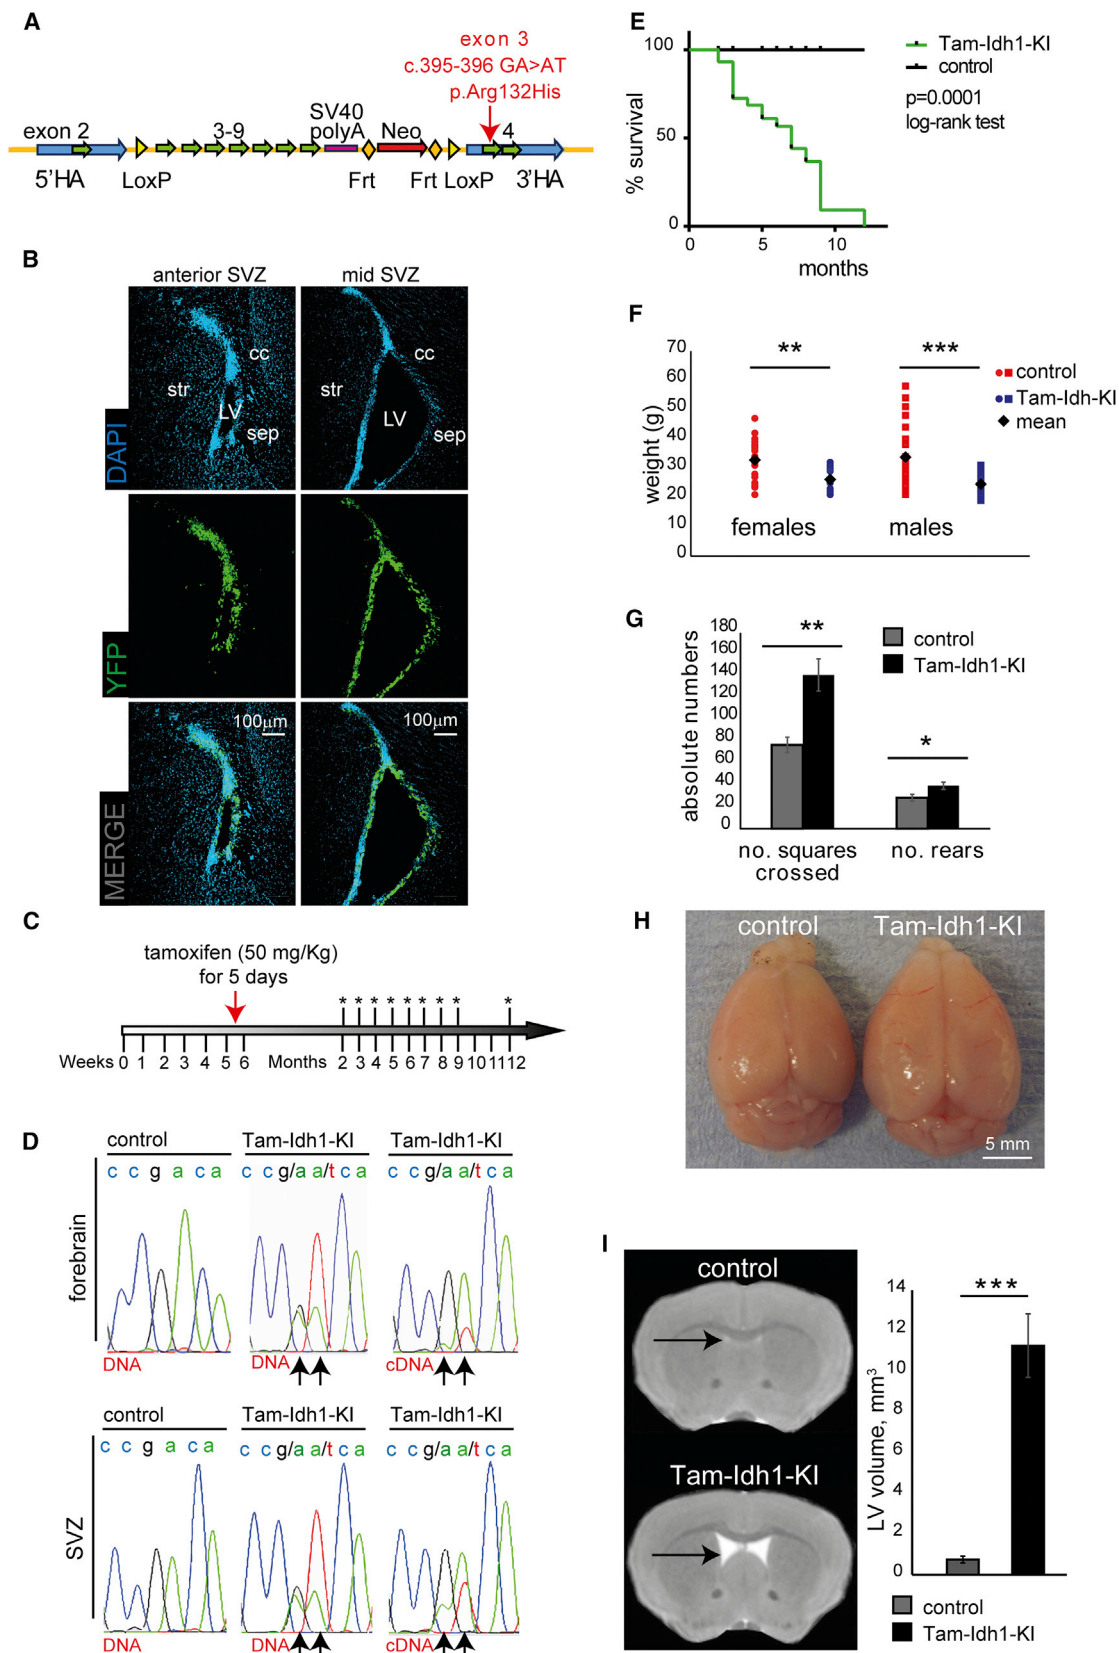 A
exon 3
c.395-396 GA>AT
p.Arg132His
SV40
exon 2 3-9 polyA Neo 4
5'HA LoxP Frt Frt LoxP 3'HA
B
anterior SVZ mid SVZ
cc cc
str str
LV LV
sep sep
DAPI
YFP
100µm 100µm
MERGE
C
tamoxifen (50 mg/Kg)
for 5 days
* * * * * * * * *
Weeks 0 1 2 3 4 5 6 Months 2 3 4 5 6 7 8 9 10 11 12
D
control Tam-Idh1-KI Tam-Idh1-KI
c c g a c a c c g/a a/t c a c c g/a a/t c a
forebrain
DNA DNA cDNA
control Tam-Idh1-KI Tam-Idh1-KI
c c g a c a c c g/a a/t c a c c g/a a/t c a
SVZ
DNA DNA cDNA
E
100
50
0
% survival
0 5 10
months
Tam-Idh1-KI
control
p=0.0001
log-rank test
F
70
60
50
40
30
20
10
0
weight (g)
** ***
females males
control
Tam-Idh-KI
mean
G
180
160
140
120
100
80
60
40
20
0
absolute numbers
**
*
control
Tam-Idh1-KI
no. squares no. rears
crossed
H
control Tam-Idh1-KI
5 mm
I
control
Tam-Idh1-KI
14
12
10
8
6
4
2
0
LV volume, mm³
***
control
Tam-Idh1-KI